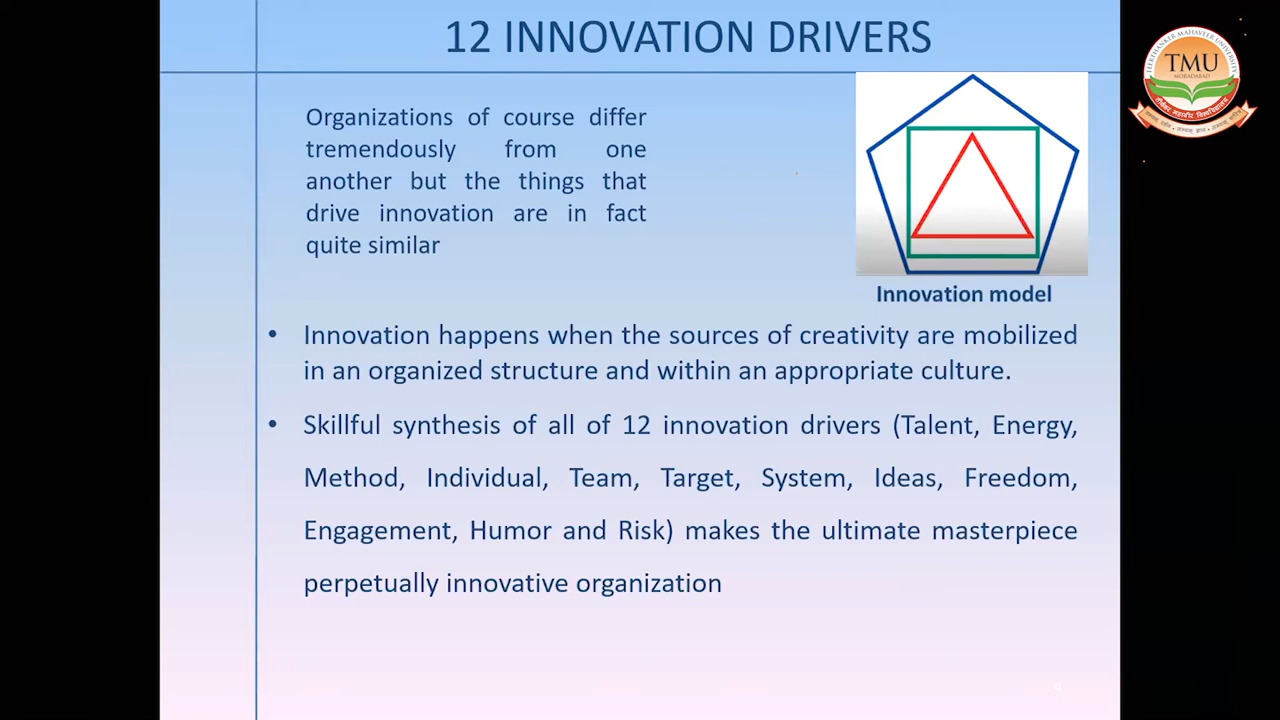 12 INNOVATION DRIVERS
Organizations of course differ
tremendously from one
another but the things that
drive innovation are in fact
quite similar
Innovation model
• Innovation happens when the sources of creativity are mobilized
in an organized structure and within an appropriate culture.
• Skillful synthesis of all of 12 innovation drivers (Talent, Energy,
Method, Individual, Team, Target, System, Ideas, Freedom,
Engagement, Humor and Risk) makes the ultimate masterpiece
perpetually innovative organization
TEERTHANKER MAHAVEER UNIVERSITY
TMU
MORADABAD